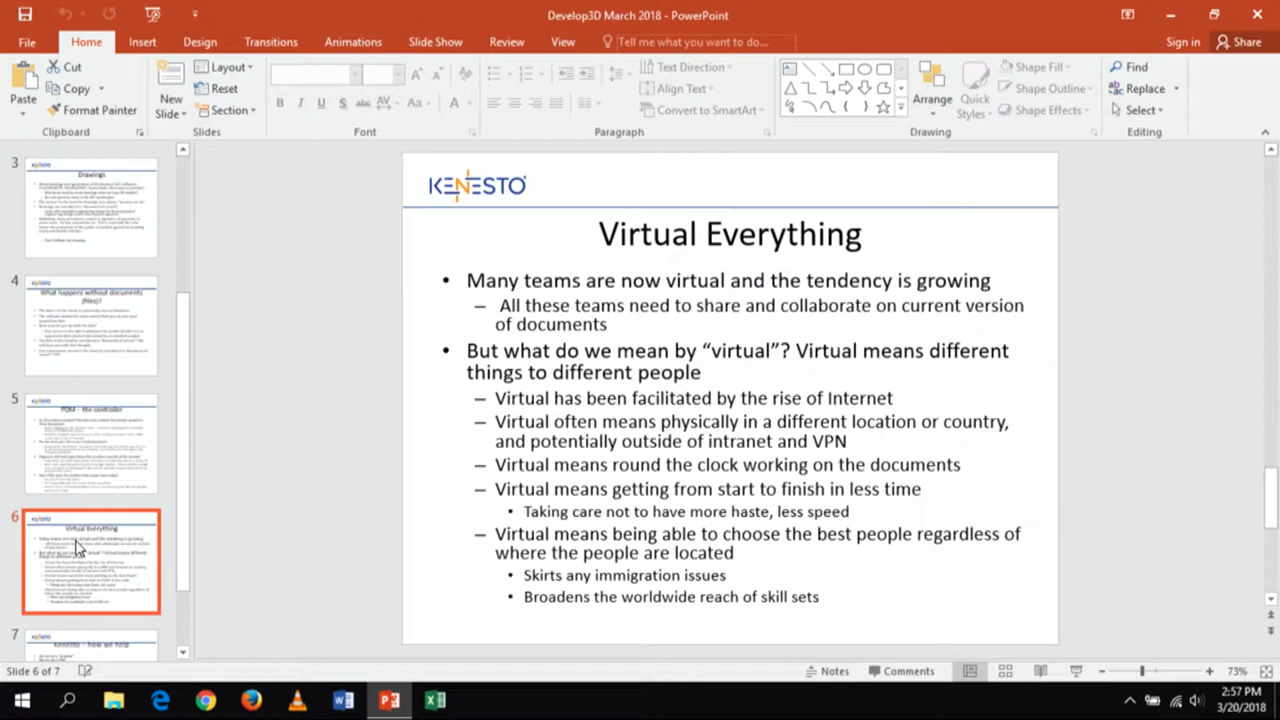 Develop3D March 2018 - PowerPoint
File Home Insert Design Transitions Animations Slide Show Review View Tell me what you want to do... Sign in Share
Paste
Cut
Copy
Format Painter
Clipboard
New
Slide
Layout
Reset
Section
Slides
Font
Text Direction
Align Text
Convert to SmartArt
Paragraph
Arrange
Quick
Styles
Shape Fill
Shape Outline
Shape Effects
Drawing
Find
Replace
Select
Editing
3
Drawings
4
What happens without documents
(files)?
5
PDM – the controller
6
Virtual Everything
7
Kenesto - how we help
KENESTO
Virtual Everything
• Many teams are now virtual and the tendency is growing
– All these teams need to share and collaborate on current version
of documents
• But what do we mean by “virtual”? Virtual means different
things to different people
– Virtual has been facilitated by the rise of Internet
– Virtual often means physically in a different location or country,
and potentially outside of intranet and VPN
– Virtual means round the clock working on the documents
– Virtual means getting from start to finish in less time
• Taking care not to have more haste, less speed
– Virtual means being able to choose the best people regardless of
where the people are located
Skirts any immigration issues
Broadens the worldwide reach of skill sets
Slide 6 of 7 Notes Comments 73%
2:57 PM
3/20/2018